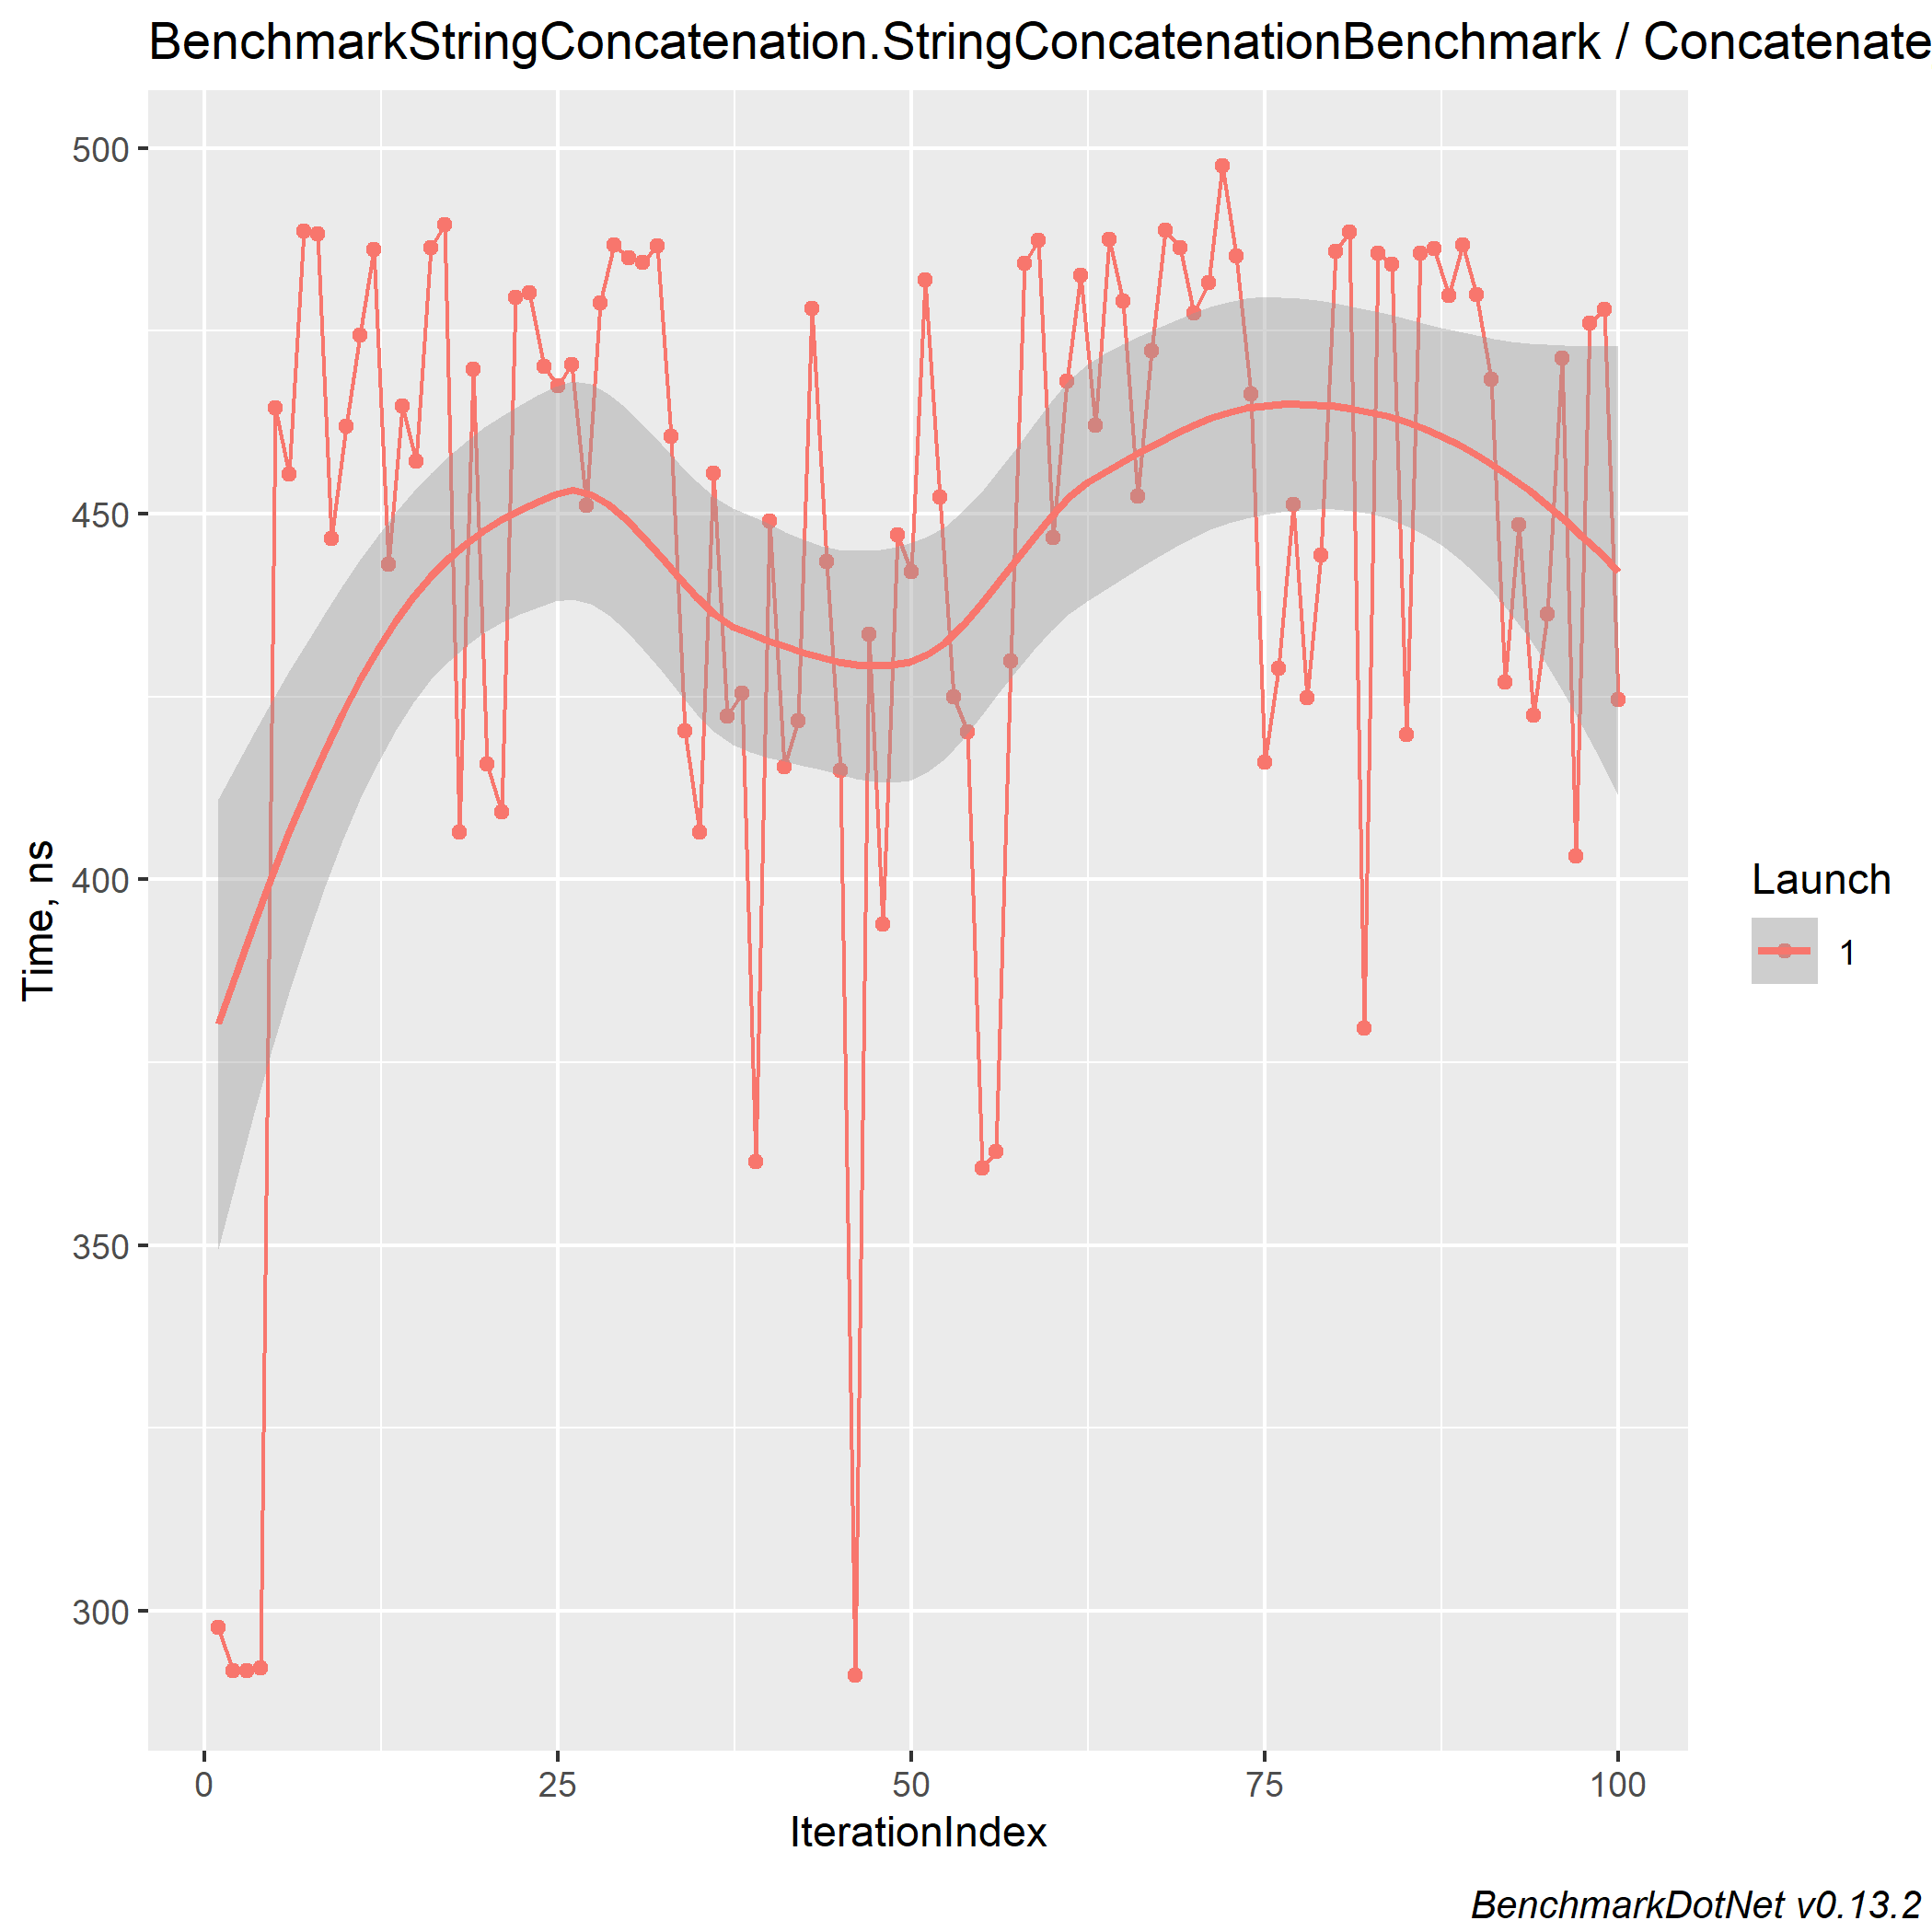 BenchmarkStringConcatenation.StringConcatenationBenchmark / Concatenate
500
450
400
350
300
Time, ns
0 25 50 75 100
IterationIndex
Launch
1
BenchmarkDotNet v0.13.2